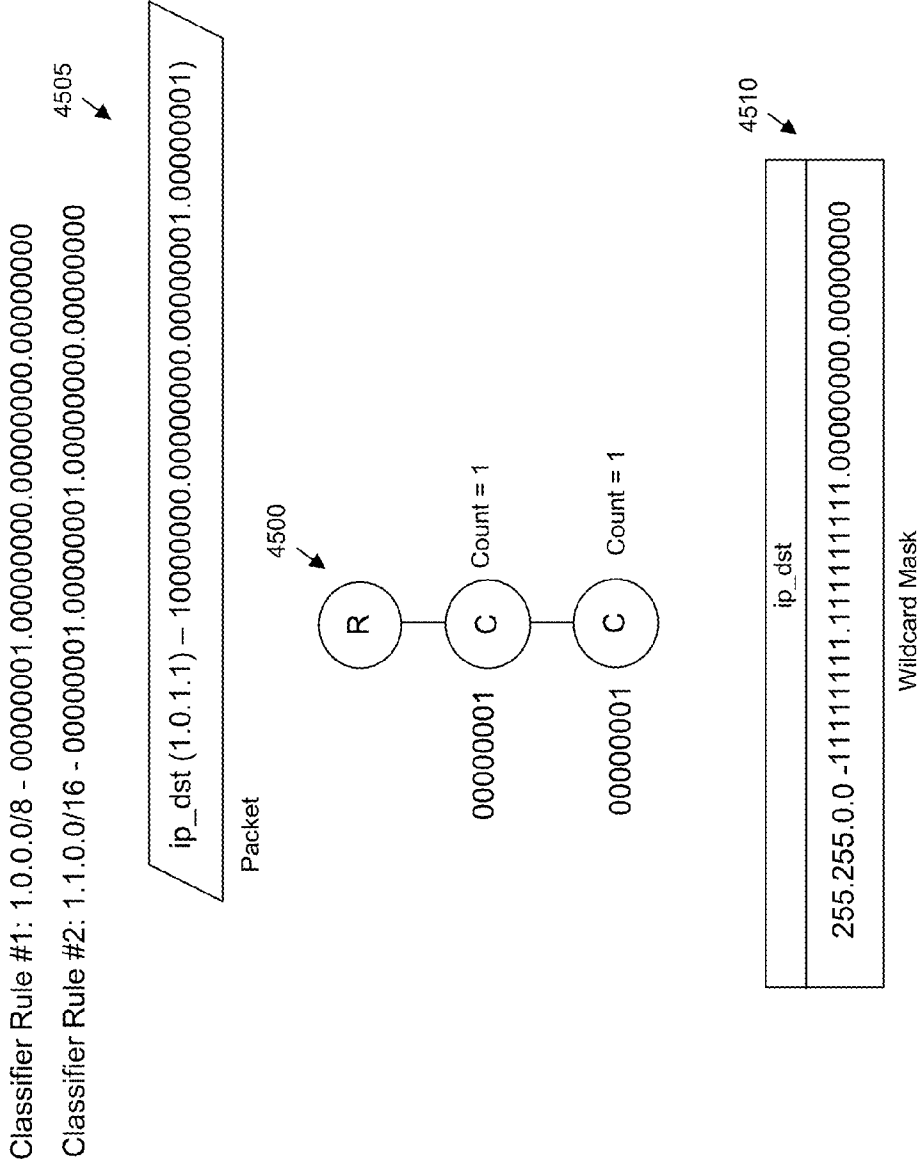 Classifier Rule #1: 1.0.0.0/8 - 00000001.00000000.00000000.00000000
Classifier Rule #2: 1.1.0.0/16 - 00000001.00000001.00000000.00000000
4505
ip_dst (1.0.1.1) – 10000000.00000000.00000001.00000001)
Packet
4500
R
00000001 C Count = 1
00000001 C Count = 1
4510
ip_dst
255.255.0.0 -11111111.11111111.00000000.00000000
Wildcard Mask